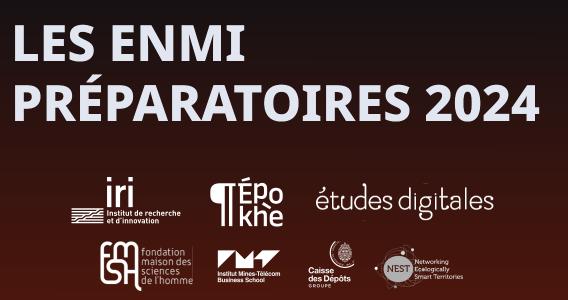 LES ENMI
PRÉPARATOIRES 2024
iri
Institut de recherche
et d'innovation
¶ Épo
khè
études digitales
fmsh
fondation
maison des
sciences
de l'homme
Institut Mines-Télécom
Business School
Caisse
des Dépôts
GROUPE
NEST
Networking
Ecologically
Smart Territories